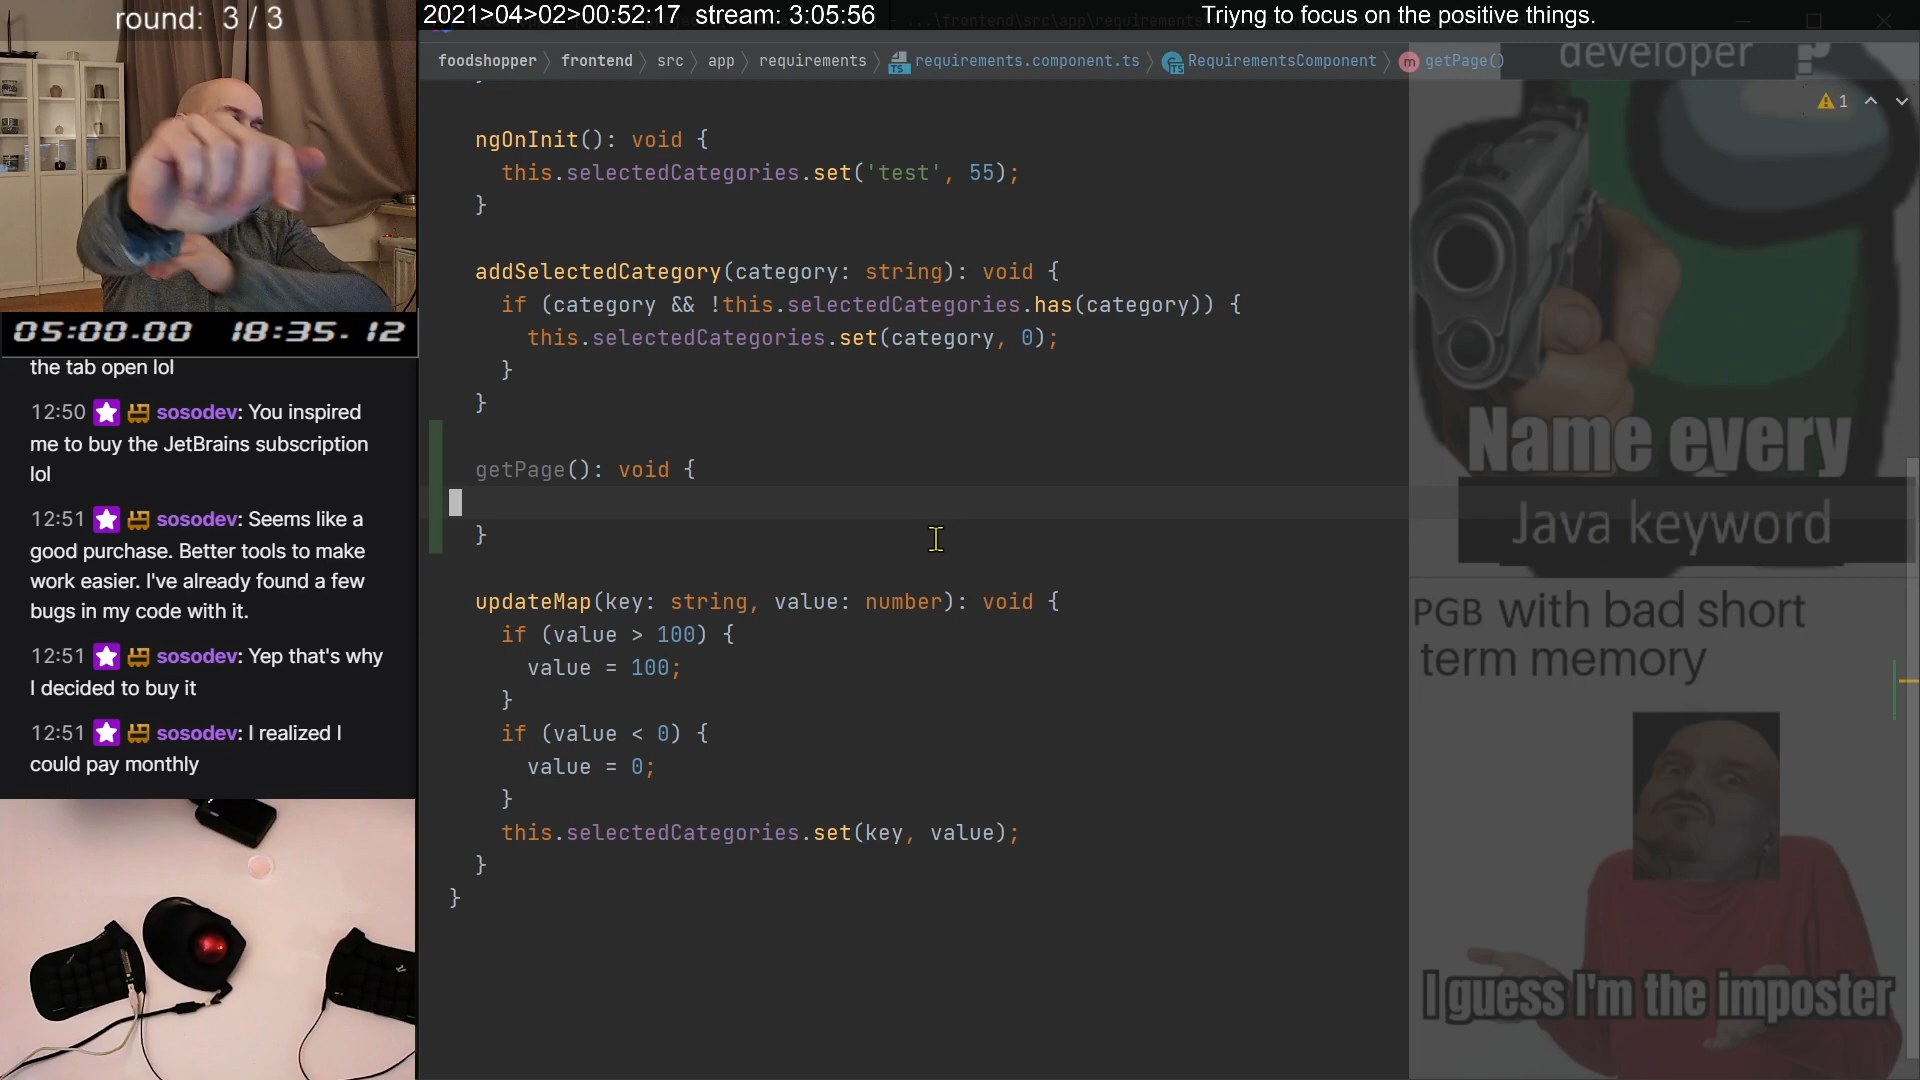 round: 3 / 3
2021>04>02>00:52:17 stream: 3:05:56
Triyng to focus on the positive things.
foodshopper
frontend
src
app
requirements
requirements.component.ts
RequirementsComponent
getPage()
1
ngOnInit(): void {
this.selectedCategories.set('test', 55);
}
addSelectedCategory(category: string): void {
if (category && !this.selectedCategories.has(category)) {
this.selectedCategories.set(category, 0);
}
}
getPage(): void {
}
updateMap(key: string, value: number): void {
if (value > 100) {
value = 100;
}
if (value < 0) {
value = 0;
}
this.selectedCategories.set(key, value);
}
}
05:00.00 18:35.12
the tab open lol
12:50 sosodev: You inspired
me to buy the JetBrains subscription
lol
12:51 sosodev: Seems like a
good purchase. Better tools to make
work easier. I've already found a few
bugs in my code with it.
12:51 sosodev: Yep that's why
I decided to buy it
12:51 sosodev: I realized I
could pay monthly
developer ?
Name every
Java keyword
PGB with bad short
term memory
I guess I'm the imposter